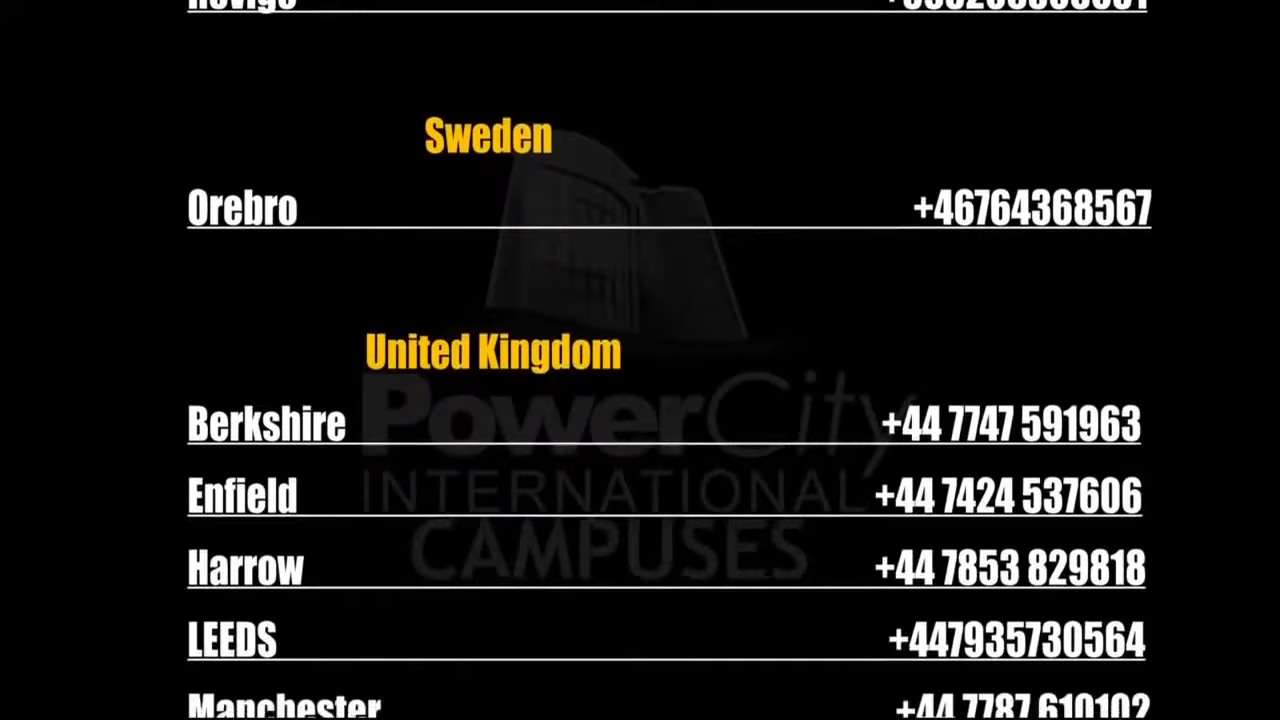 Sweden
Orebro +46764368567
United Kingdom
Berkshire +44 7747 591963
PowerCity
Enfield +44 7424 537606
INTERNATIONAL
CAMPUSES
Harrow +44 7853 829818
LEEDS +447935730564
Manchester +44 7787 610102